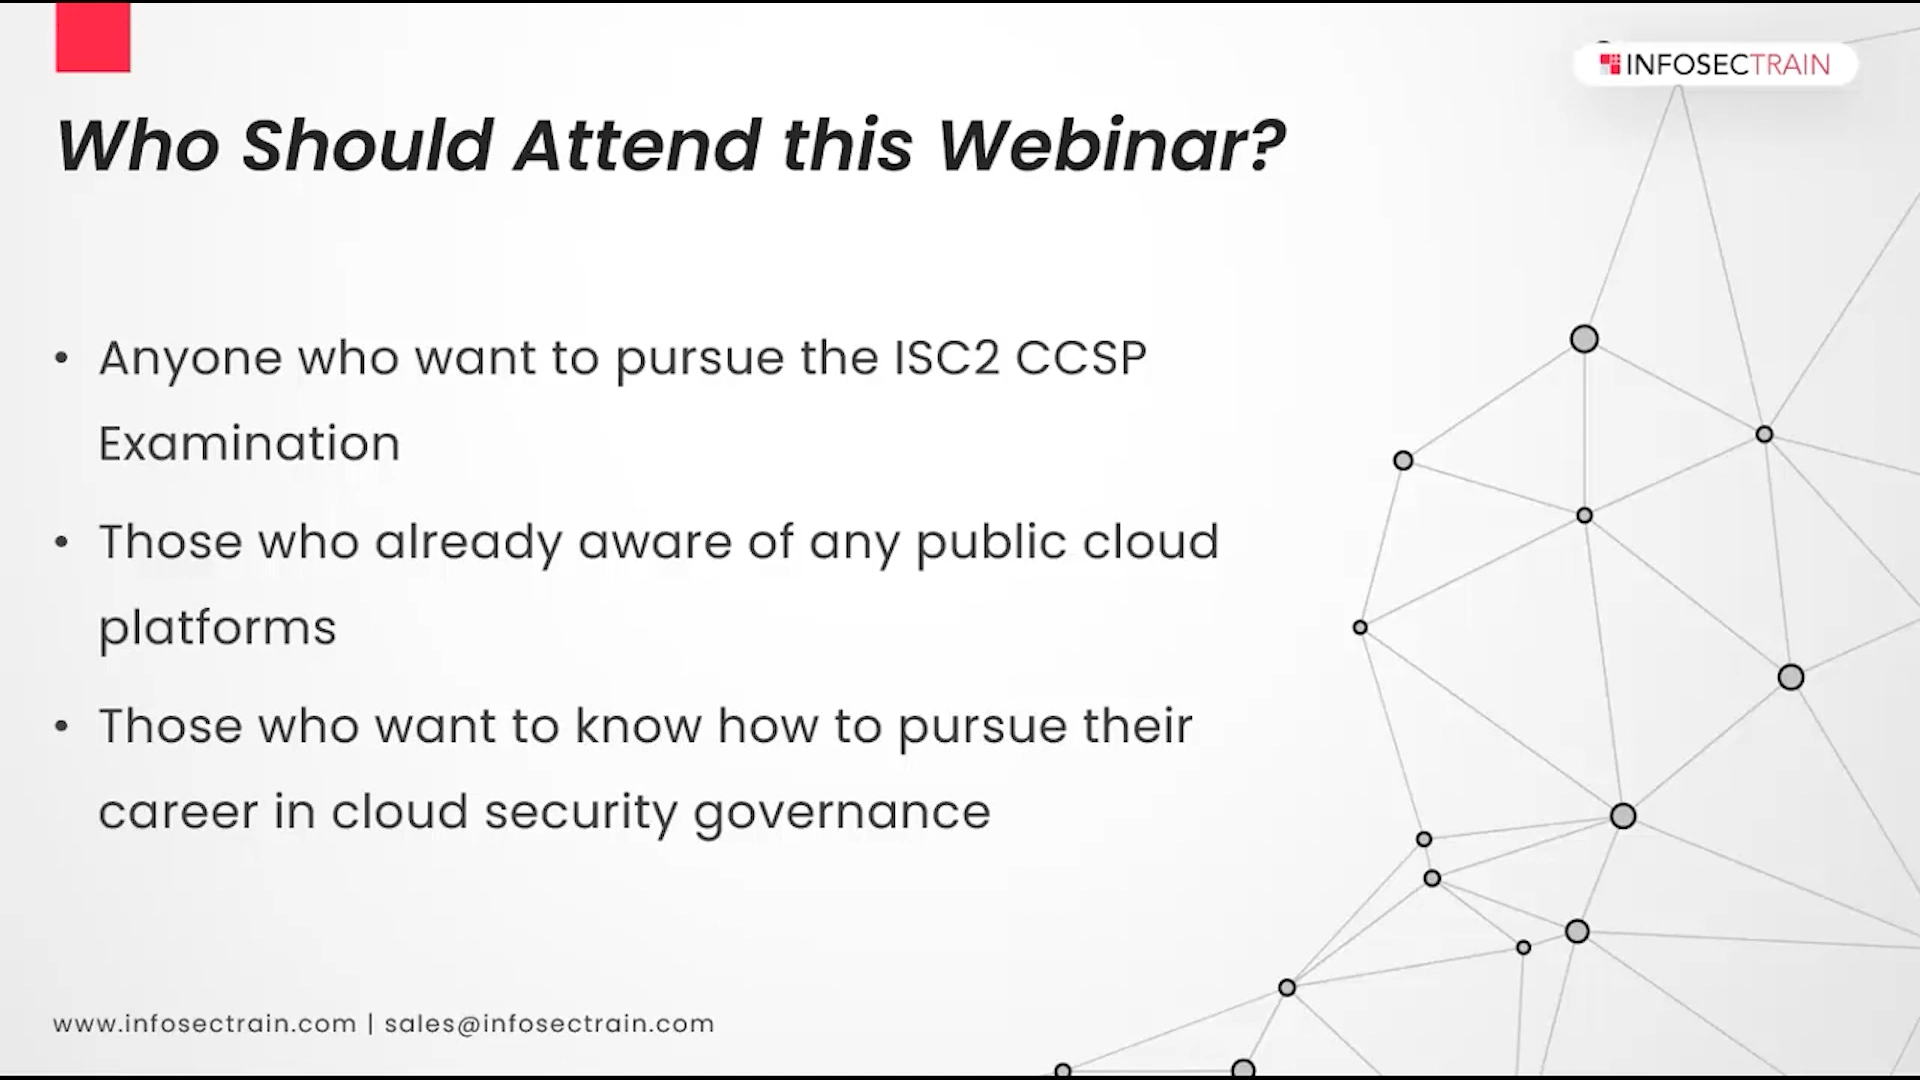 INFOSECTRAIN
Who Should Attend this Webinar?
• Anyone who want to pursue the ISC2 CCSP
Examination
• Those who already aware of any public cloud
platforms
• Those who want to know how to pursue their
career in cloud security governance
www.infosectrain.com | sales@infosectrain.com